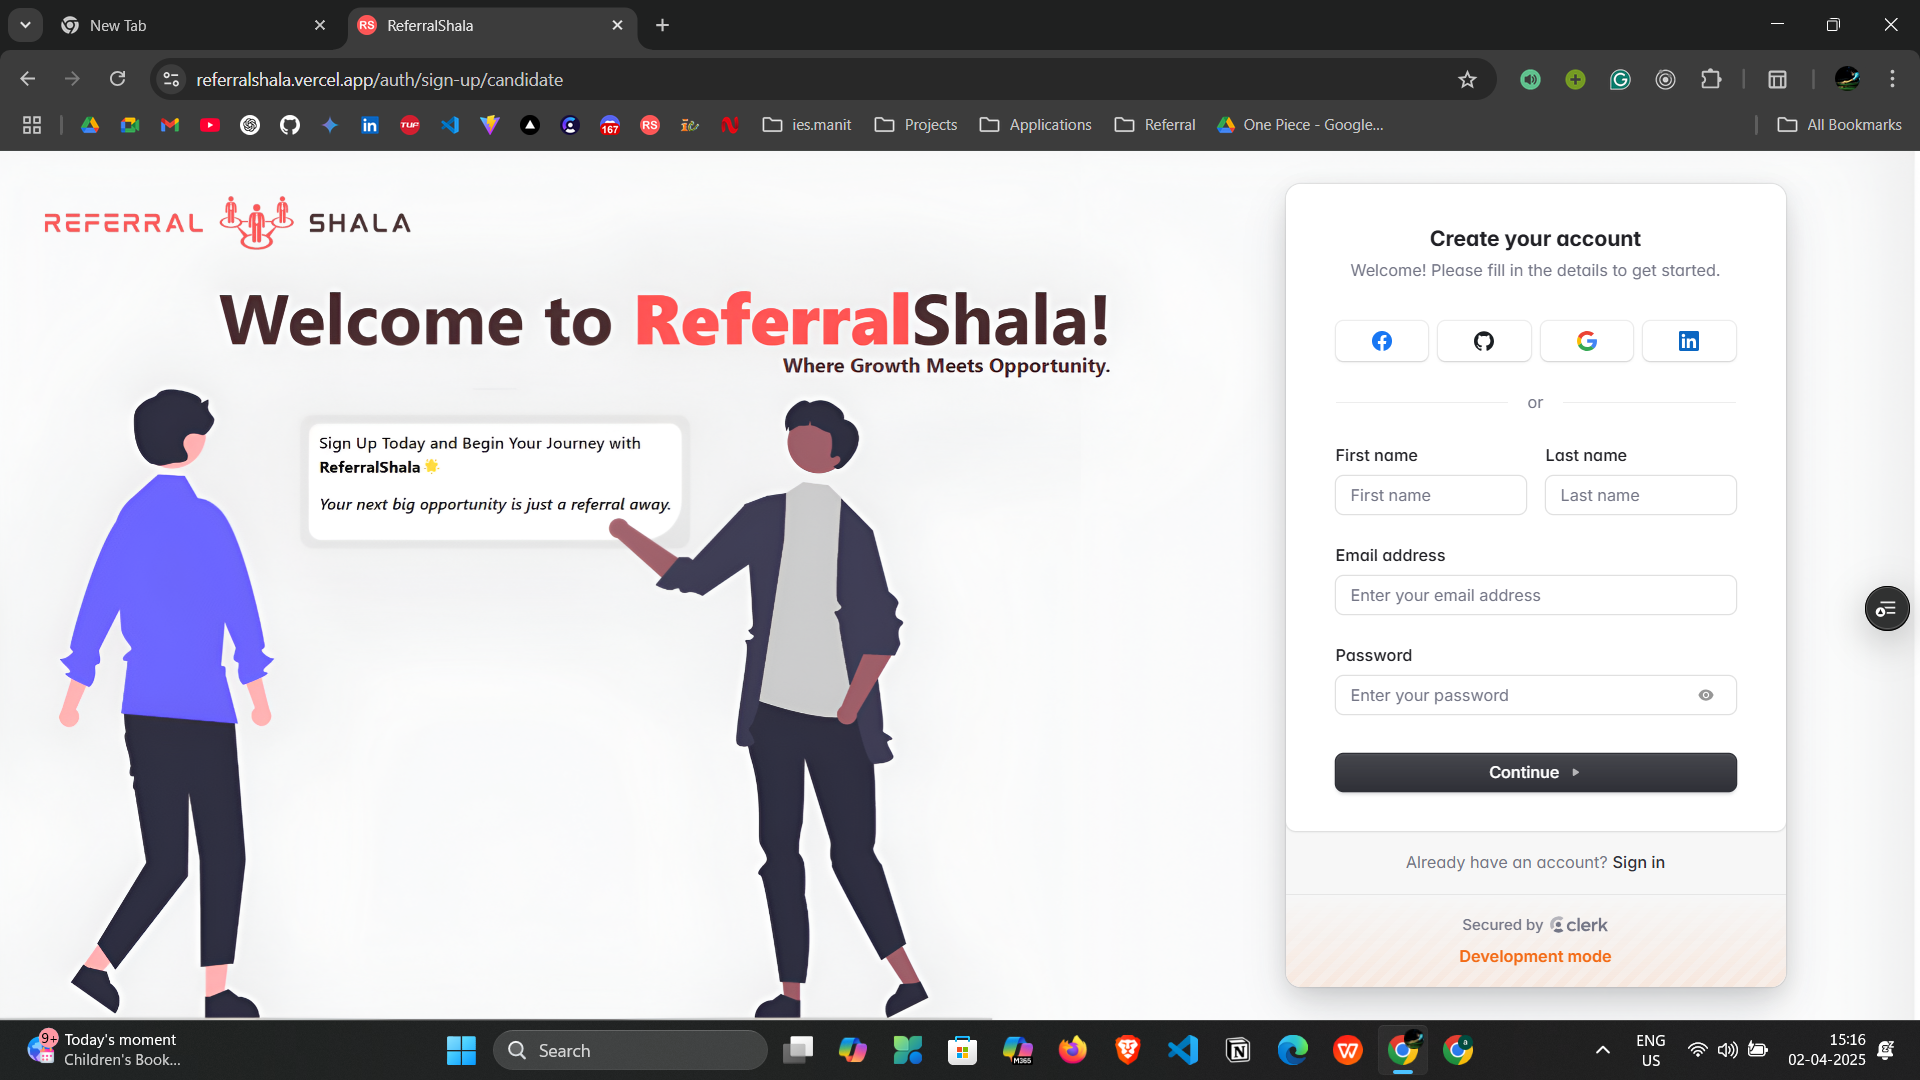 New Tab
RS ReferralShala
referralshala.vercel.app/auth/sign-up/candidate
TUF 167 RS ies.manit Projects Applications Referral One Piece - Google... All Bookmarks
REFERRAL SHALA
Welcome to ReferralShala!
Where Growth Meets Opportunity.
Sign Up Today and Begin Your Journey with
ReferralShala🌟
Your next big opportunity is just a referral away.
Create your account
Welcome! Please fill in the details to get started.
or
First name Last name
First name Last name
Email address
Enter your email address
Password
Enter your password
Continue
Already have an account? Sign in
Secured by clerk
Development mode
9+ Today's moment
Children's Book...
Search
M365
ENG
US
15:16
02-04-2025